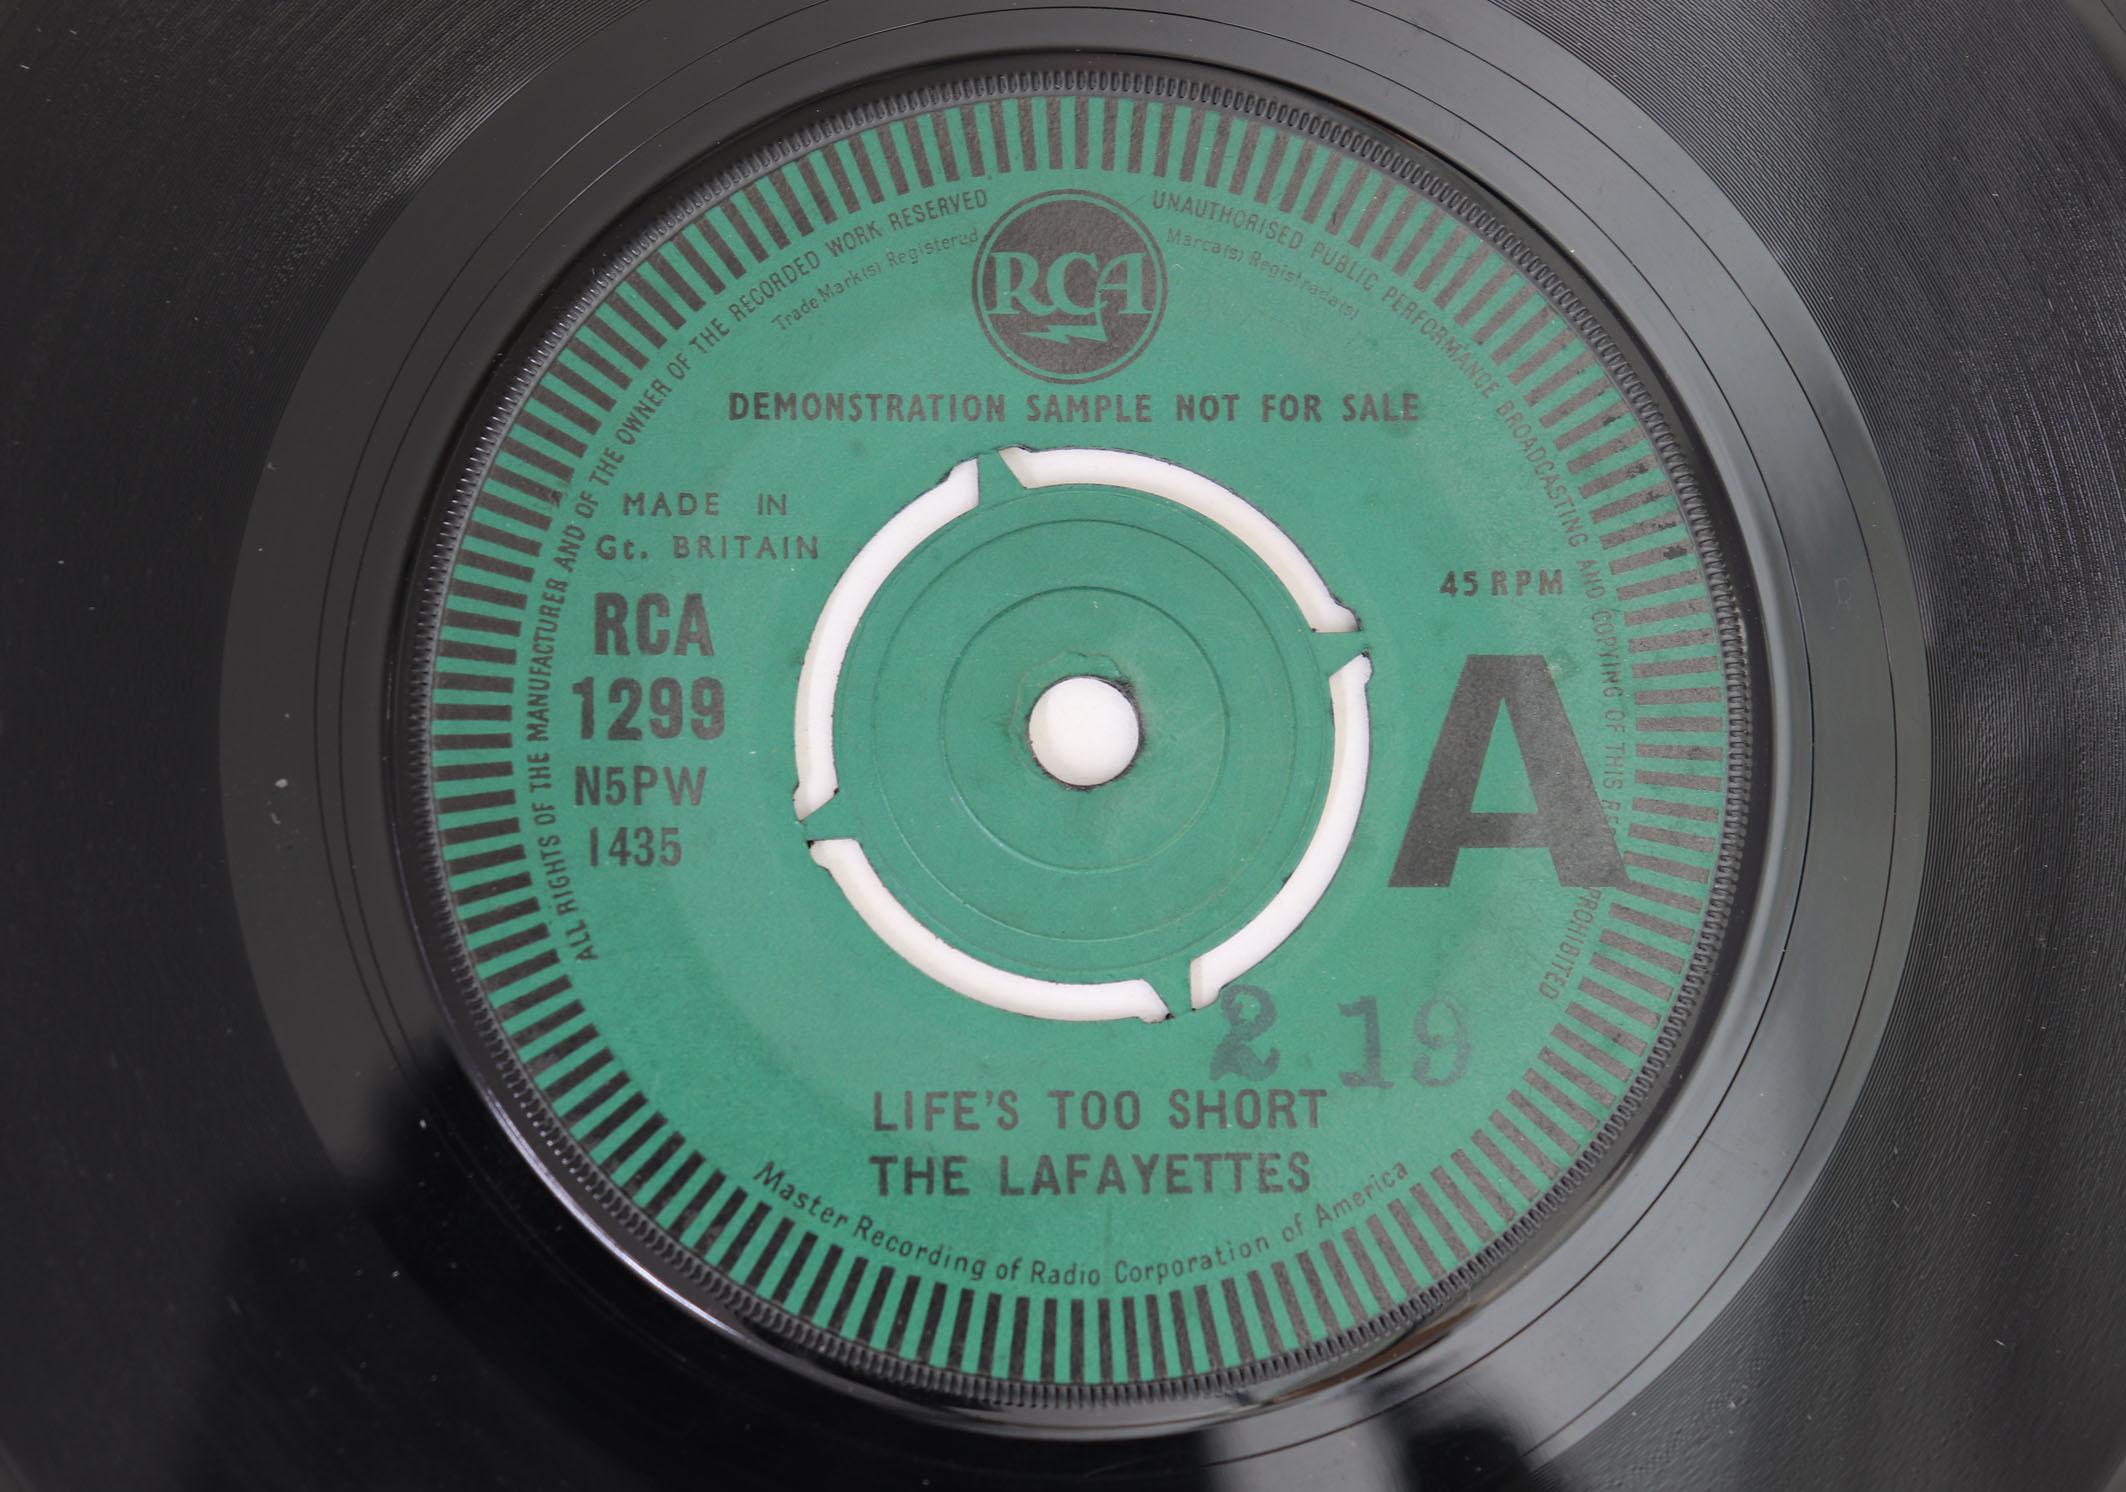 ALL RIGHTS OF THE MANUFACTURER AND OF THE OWNER OF THE RECORDED WORK RESERVED
UNAUTHORISED PUBLIC PERFORMANCE BROADCASTING AND COPYING OF THIS PROHIBITED
Trade Mark(s) Registered
RCA
Marca(s) Registrada(s)
DEMONSTRATION SAMPLE NOT FOR SALE
MADE IN
Gt. BRITAIN
RCA
1299
N5PW
1435
45 RPM
A
2 19
LIFE'S TOO SHORT
THE LAFAYETTES
Master Recording of Radio Corporation of America